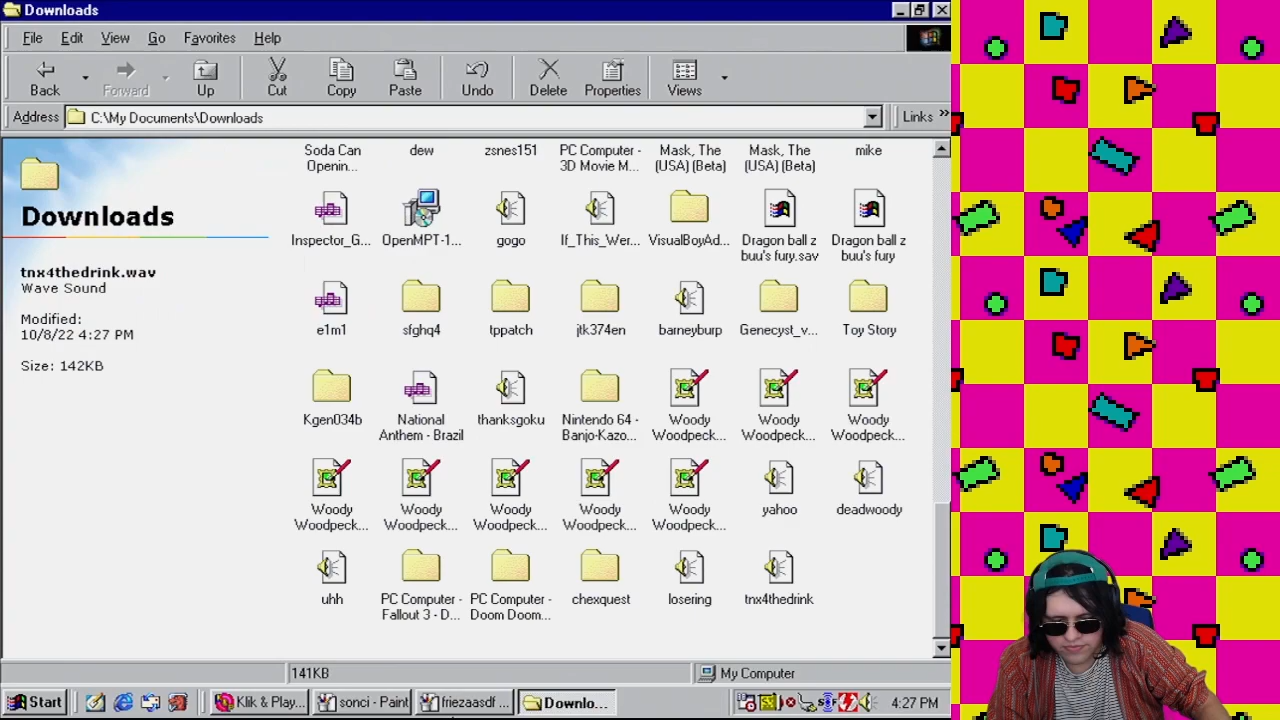 Downloads
File Edit View Go Favorites Help
Back Forward Up Cut Copy Paste Undo Delete Properties Views
Address C:\My Documents\Downloads Links »
Downloads
tnx4thedrink.wav
Wave Sound
Modified:
10/8/22 4:27 PM
Size: 142KB
Soda Can Openin...
dew
zsnes151
PC Computer - 3D Movie M...
Mask, The (USA) (Beta)
Mask, The (USA) (Beta)
mike
Inspector_G...
OpenMPT-1...
gogo
If_This_Wer...
VisualBoyAd...
Dragon ball z buu's fury.sav
Dragon ball z buu's fury
e1m1
sfghq4
tppatch
jtk374en
barneyburp
Genecyst_v...
Toy Story
Kgen034b
National Anthem - Brazil
thanksgoku
Nintendo 64 - Banjo-Kazo...
Woody Woodpeck...
Woody Woodpeck...
Woody Woodpeck...
Woody Woodpeck...
Woody Woodpeck...
Woody Woodpeck...
Woody Woodpeck...
Woody Woodpeck...
yahoo
deadwoody
uhh
PC Computer - Fallout 3 - D...
PC Computer - Doom Doom...
chexquest
losering
tnx4thedrink
141KB My Computer
Start Klik & Play... sonci - Paint friezaasdf ... Downlo... 4:27 PM